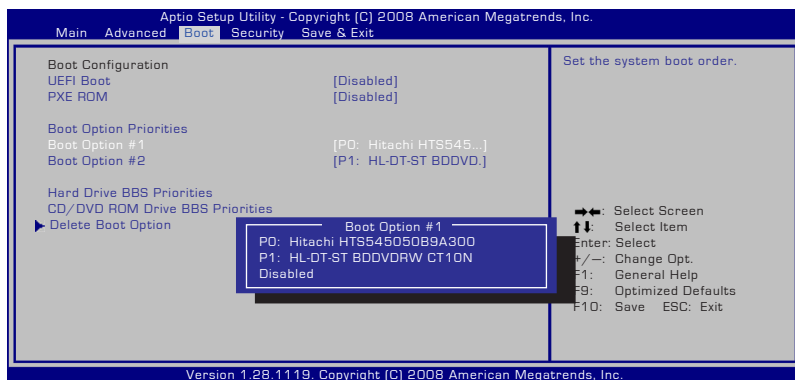 Aptio Setup Utility - Copyright (C) 2008 American Megatrends, Inc.
Main Advanced Boot Security Save & Exit
Boot Configuration
UEFI Boot [Disabled]
PXE ROM [Disabled]
Boot Option Priorities
Boot Option #1 [P0: Hitachi HTS545...]
Boot Option #2 [P1: HL-DT-ST BDDVD.]
Hard Drive BBS Priorities
CD/DVD ROM Drive BBS Priorities
Delete Boot Option
Boot Option #1
P0: Hitachi HTS545050B9A300
P1: HL-DT-ST BDDVDRW CT10N
Disabled
Set the system boot order.
→←: Select Screen
↑↓: Select Item
Enter: Select
+/—: Change Opt.
F1: General Help
F9: Optimized Defaults
F10: Save ESC: Exit
Version 1.28.1119. Copyright (C) 2008 American Megatrends, Inc.